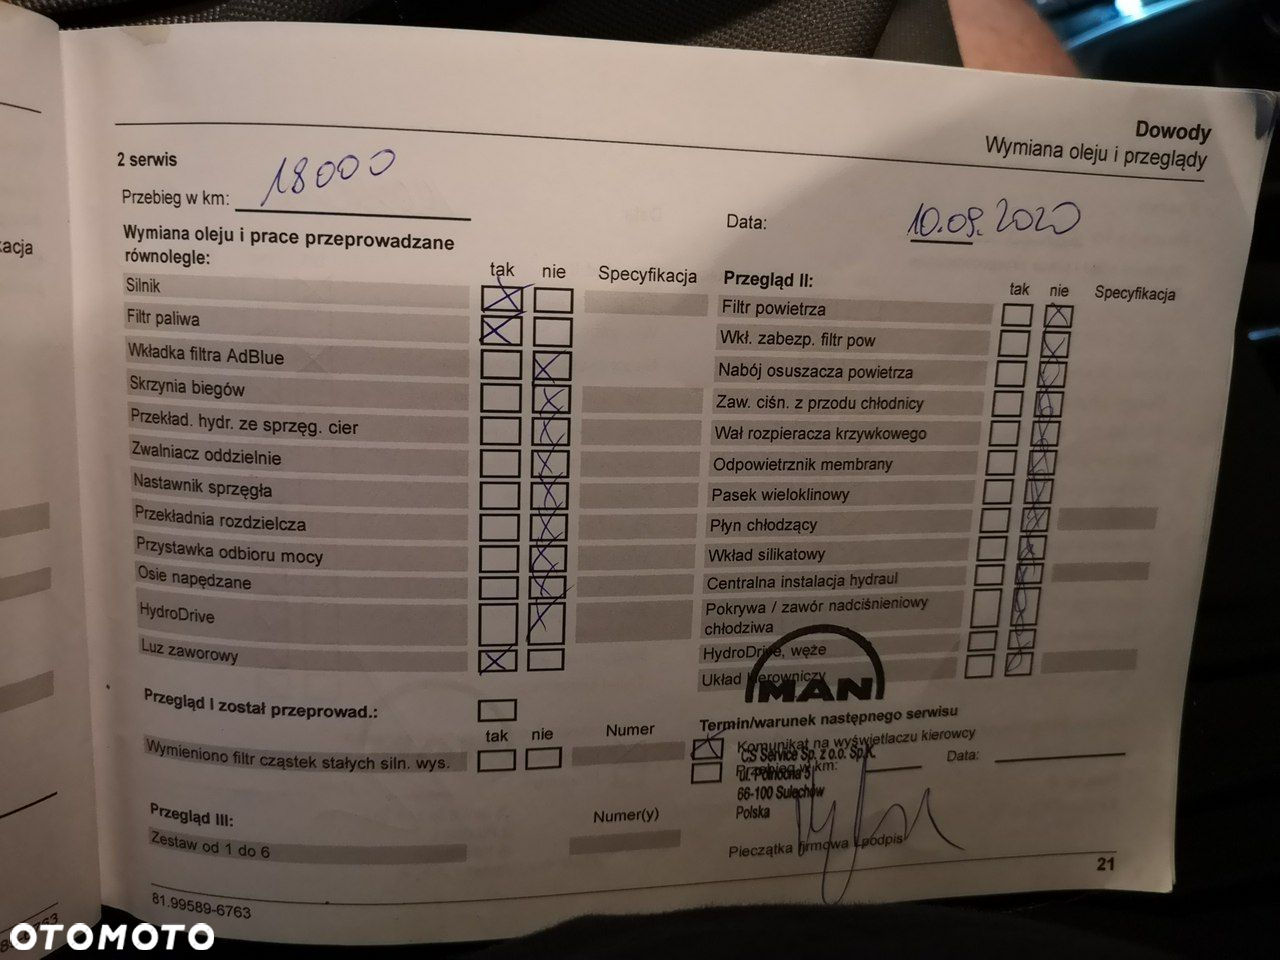 Dowody
Wymiana oleju i przeglądy
2 serwis
Przebieg w km: 18000
Data: 10.09.2020
Wymiana oleju i prace przeprowadzane
równolegle:
tak nie Specyfikacja
Silnik
Filtr paliwa
Wkładka filtra AdBlue
Skrzynia biegów
Przekład. hydr. ze sprzęg. cier
Zwalniacz oddzielnie
Nastawnik sprzęgła
Przekładnia rozdzielcza
Przystawka odbioru mocy
Osie napędzane
HydroDrive
Luz zaworowy
Przegląd I został przeprowad.:
tak nie Numer
Wymieniono filtr cząstek stałych siln. wys.
Przegląd III:
Numer(y)
Zestaw od 1 do 6
81.99589-6763
Przegląd II:
tak nie Specyfikacja
Filtr powietrza
Wkł. zabezp. filtr pow
Nabój osuszacza powietrza
Zaw. ciśn. z przodu chłodnicy
Wał rozpieracza krzywkowego
Odpowietrznik membrany
Pasek wieloklinowy
Płyn chłodzący
Wkład silikatowy
Centralna instalacja hydraul
Pokrywa / zawór nadciśnieniowy
chłodziwa
HydroDrive, węże
Układ kierowniczy
MAN
Termin/warunek następnego serwisu
Komunikat na wyświetlaczu kierowcy
CS Service Sp. z o.o. Sp.K.
Przebieg w km:
Data:
ul. Północna 5
66-100 Sulechów
Polska
Pieczątka firmowa i podpis
21
acja
OTOMOTO